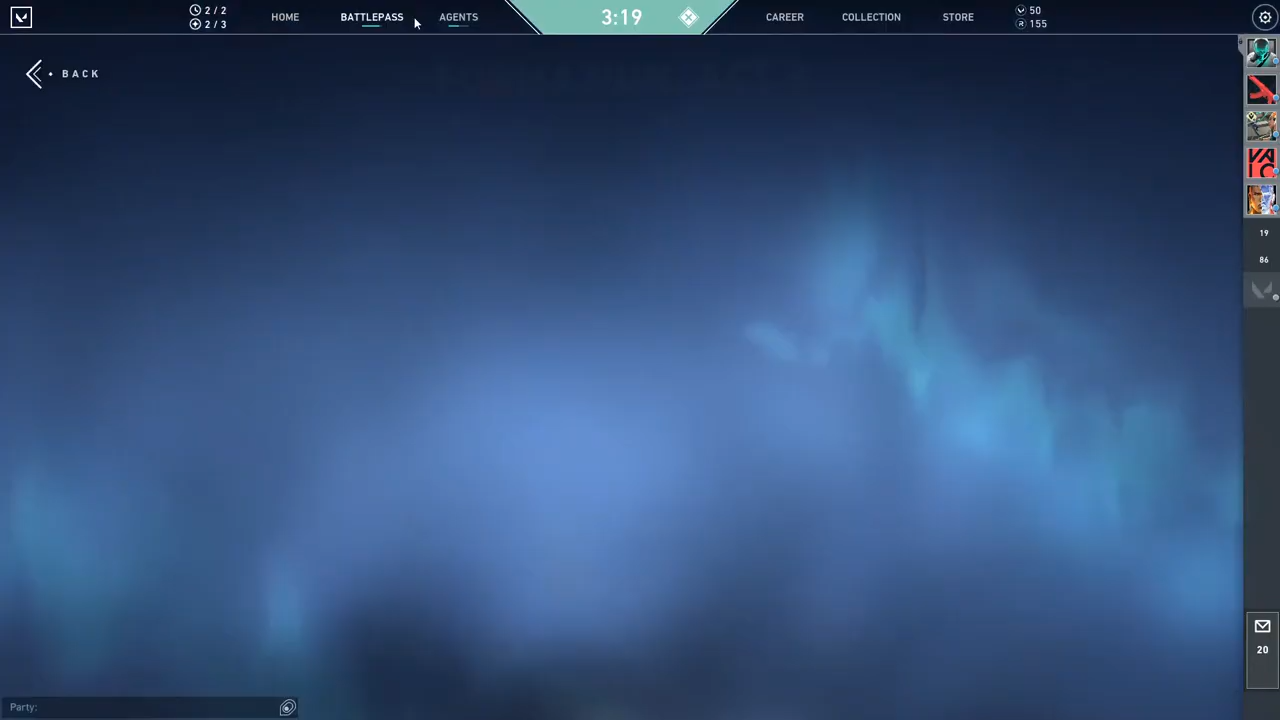 2 / 2
2 / 3
HOME
BATTLEPASS
AGENTS
3:19
CAREER
COLLECTION
STORE
50
155
BACK
19
86
20
Party: